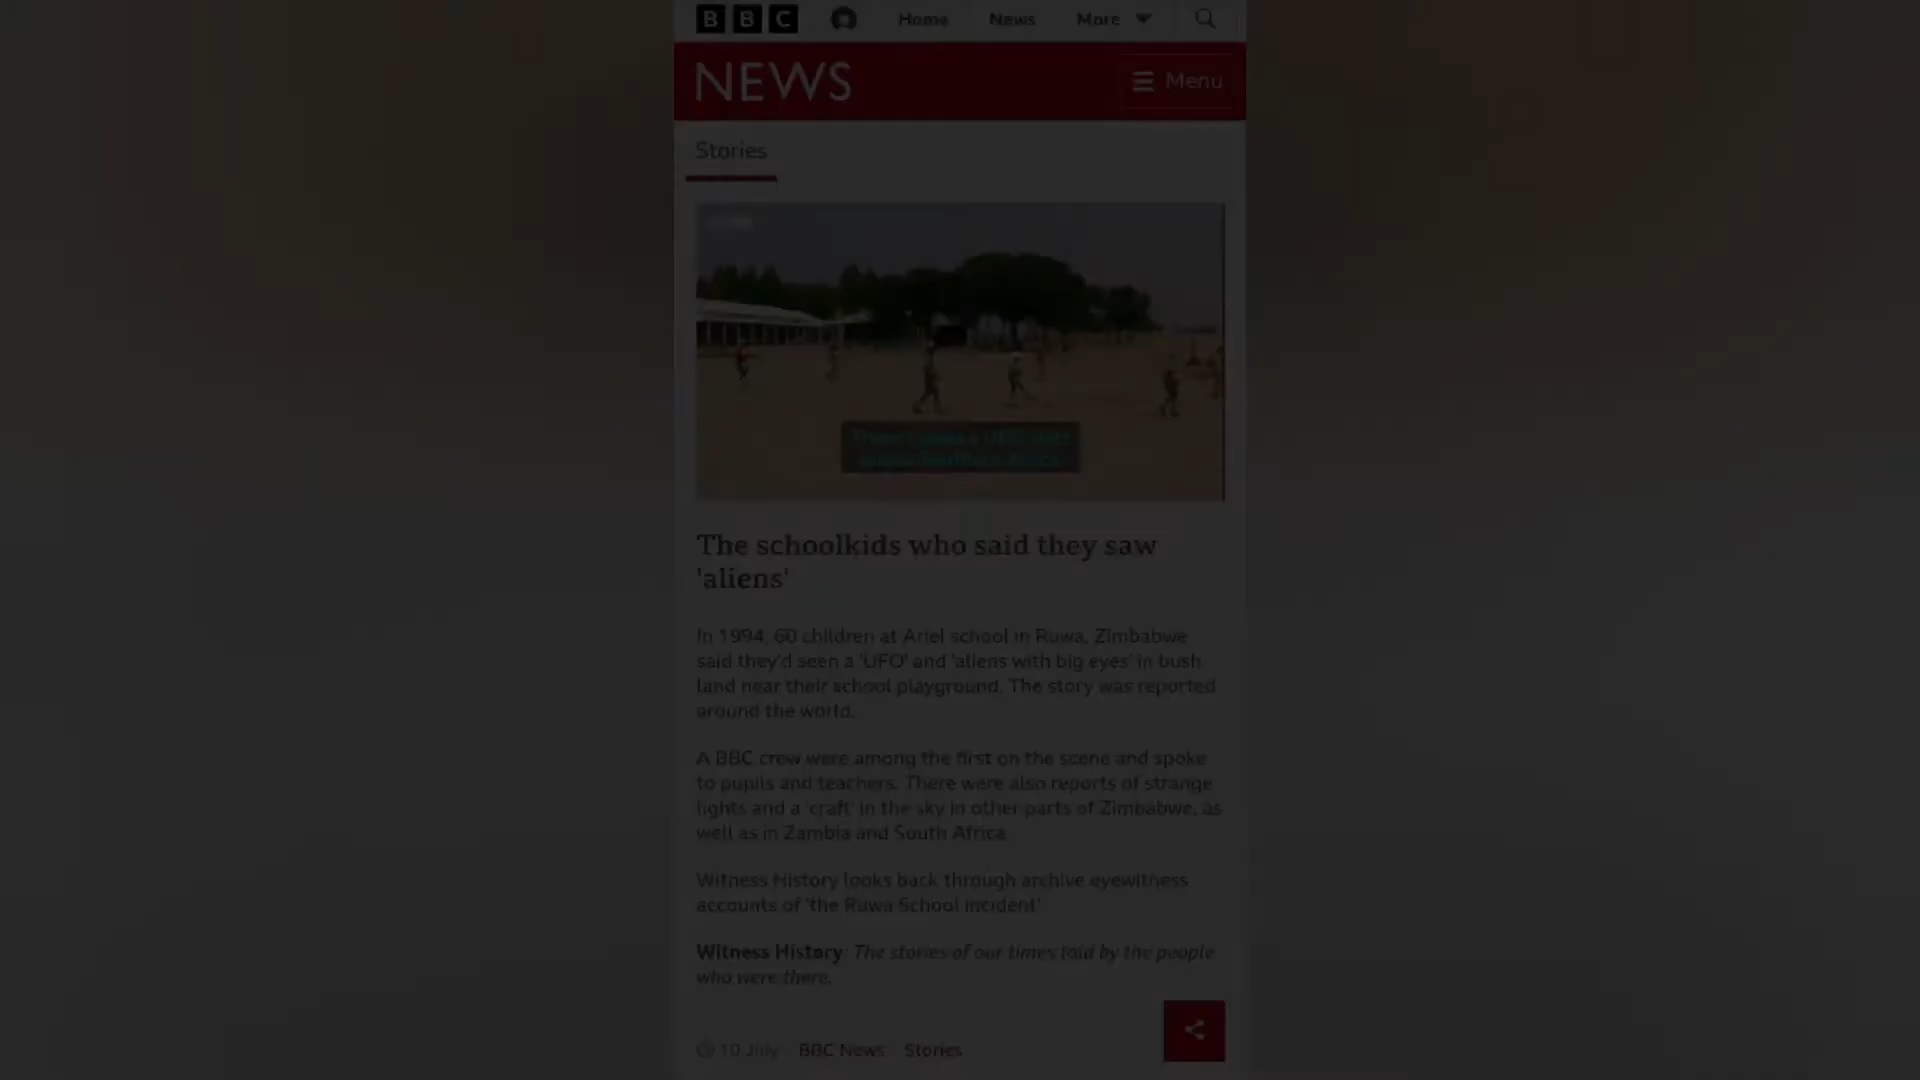 BBC Home News More
NEWS Menu
Stories
The schoolkids who said they saw
'aliens'
In 1994, 60 children at Ariel school in Ruwa, Zimbabwe
said they'd seen a 'UFO' and 'aliens with big eyes' in bush
land near their school playground. The story was reported
around the world.
A BBC crew were among the first on the scene and spoke
to pupils and teachers. There were also reports of strange
lights and a 'craft' in the sky in other parts of Zimbabwe, as
well as in Zambia and South Africa.
Witness History looks back through archive eyewitness
accounts of 'the Ruwa School incident'
Witness History: The stories of our times told by the people
who were there.
10 July BBC News Stories